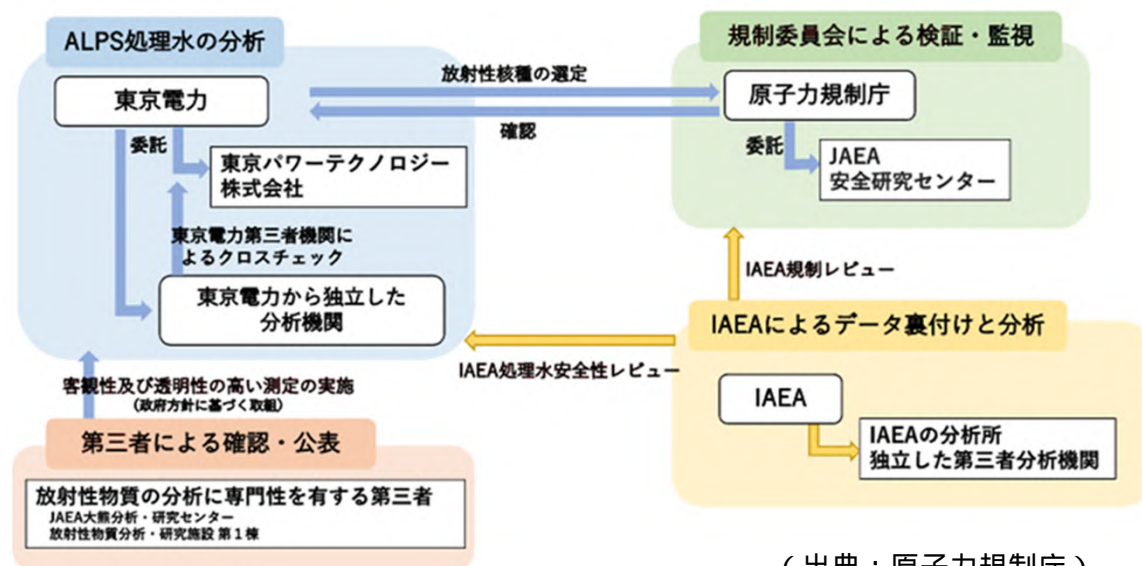 ALPS処理水の分析
東京電力
委託
東京パワーテクノロジー
株式会社
東京電力第三者機関に
よるクロスチェック
東京電力から独立した
分析機関
放射性核種の選定
確認
規制委員会による検証・監視
原子力規制庁
委託
JAEA
安全研究センター
IAEA規制レビュー
IAEAによるデータ裏付けと分析
IAEA処理水安全性レビュー
IAEA
IAEAの分析所
独立した第三者分析機関
客観性及び透明性の高い測定の実施
(政府方針に基づく取組)
第三者による確認・公表
放射性物質の分析に専門性を有する第三者
JAEA大熊分析・研究センター
放射性物質分析・研究施設 第1棟
(出典:原子力規制庁)